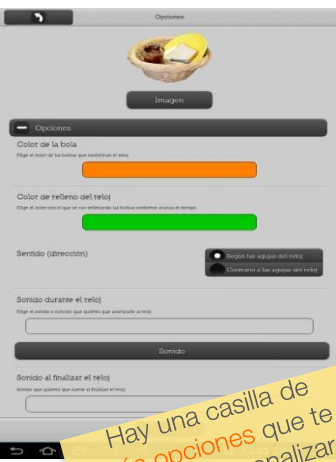 Opciones
Imagen
Opciones
Color de la bola
Elige el color de las bolitas que conforman el reloj
Color de relleno del reloj
Elige el color con el que se van rellenando las bolitas conforme avanza el tiempo
Sentido (dirección)
Según las agujas del reloj
Contrario a las agujas del reloj
Sonido durante el reloj
Elige el sonido o canción que quieres que acompañe al reloj
Sonido
Sonido al finalizar el reloj
Sonido que quieres que suene al finalizar el reloj
Hay una casilla de
opciones que te